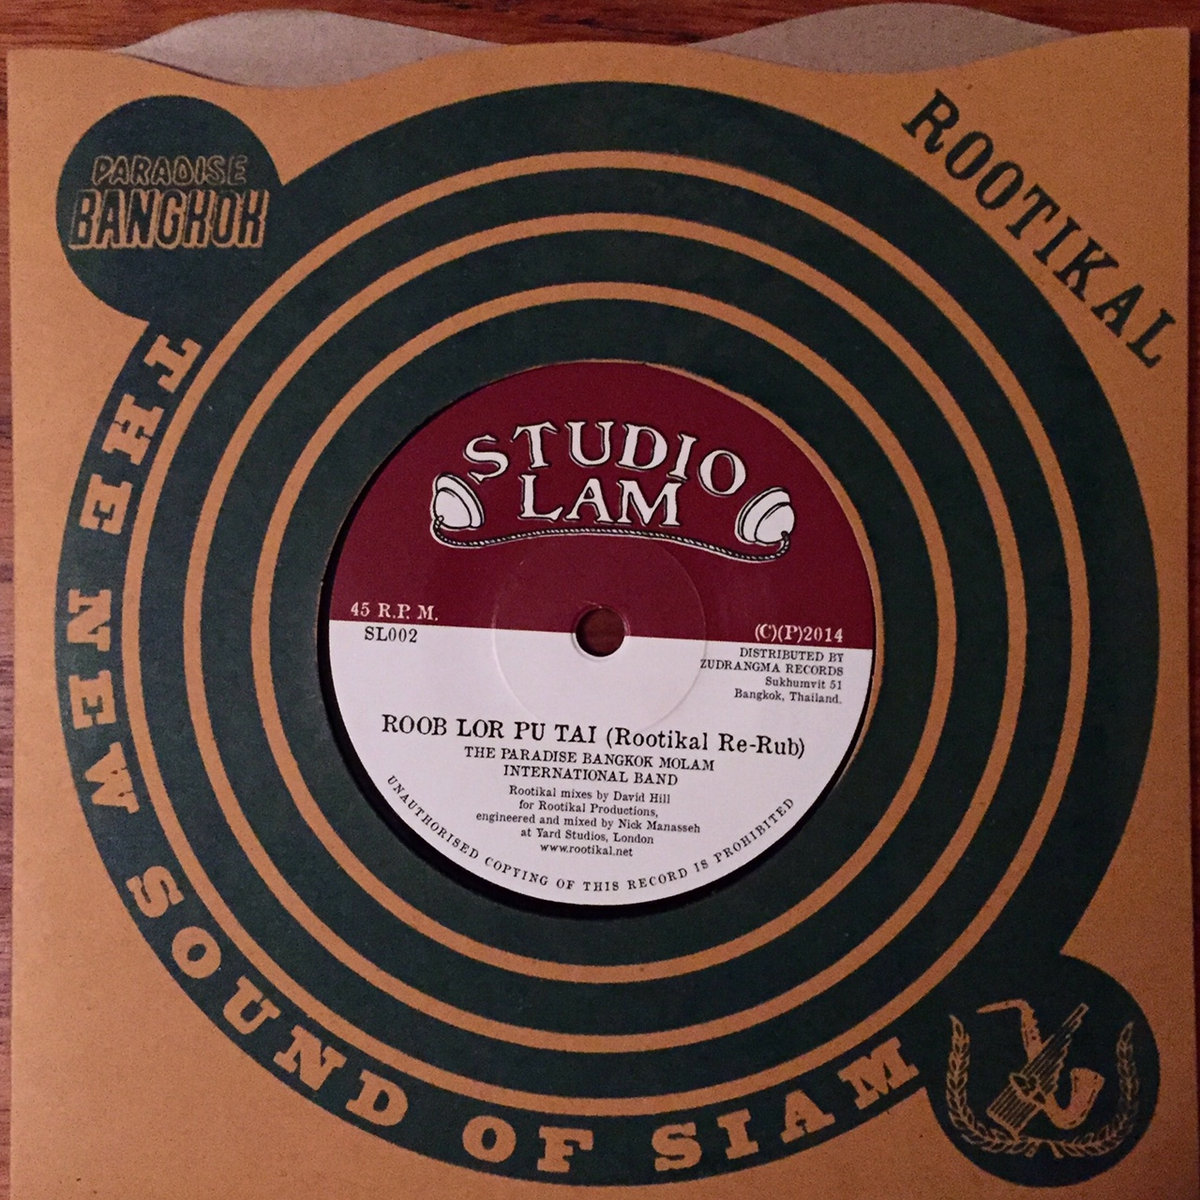 PARADISE
BANGKOK
ROOTIKAL
THE NEW SOUND OF SIAM
STUDIO
LAM
45 R.P. M.
SL002
(C)(P)2014
DISTRIBUTED BY
ZUDRANGMA RECORDS
Sukhumvit 51
Bangkok, Thailand.
ROOB LOR PU TAI (Rootikal Re-Rub)
THE PARADISE BANGKOK MOLAM
INTERNATIONAL BAND
Rootikal mixes by David Hill
for Rootikal Productions,
engineered and mixed by Nick Manasseh
at Yard Studios, London
www.rootikal.net
UNAUTHORISED COPYING OF THIS RECORD IS PROHIBITED